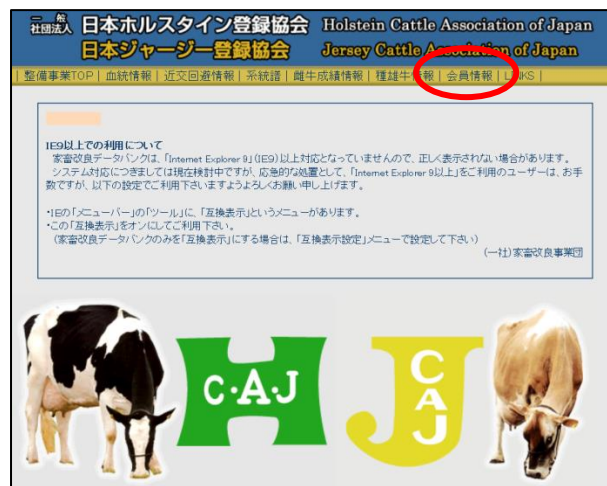 一般
社団法人 日本ホルスタイン登録協会 Holstein Cattle Association of Japan
日本ジャージー登録協会 Jersey Cattle Association of Japan
| 整備事業TOP | 血統情報 | 近交回避情報 | 系統譜 | 雌牛成績情報 | 種雄牛情報 | 会員情報 | LINKS |
IE9以上での利用について
家畜改良データバンクは、「Internet Explorer 9」(IE9)以上対応となっていませんので、正しく表示されない場合があります。
システム対応につきましては現在検討中ですが、応急的な処置として、「Internet Explorer 9以上」をご利用のユーザーは、お手
数ですが、以下の設定でご利用下さいますようよろしくお願い申し上げます。
・IEの「メニューバー」の「ツール」に、「互換表示」というメニューがあります。
・この「互換表示」をオンにしてご利用下さい。
(家畜改良データバンクのみを「互換表示」にする場合は、「互換表示設定」メニューで設定して下さい)
(一社)家畜改良事業団
C・A・J
C
A
J